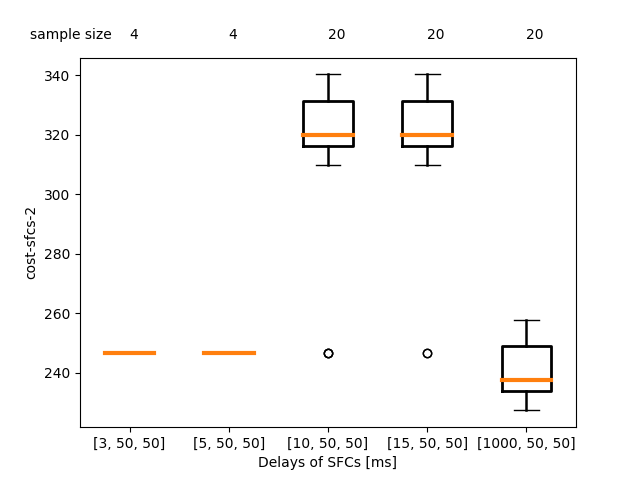 sample size 4 4 20 20 20
340
320
300
280
260
240
cost-sfcs-2
[3, 50, 50] [5, 50, 50] [10, 50, 50] [15, 50, 50] [1000, 50, 50]
Delays of SFCs [ms]